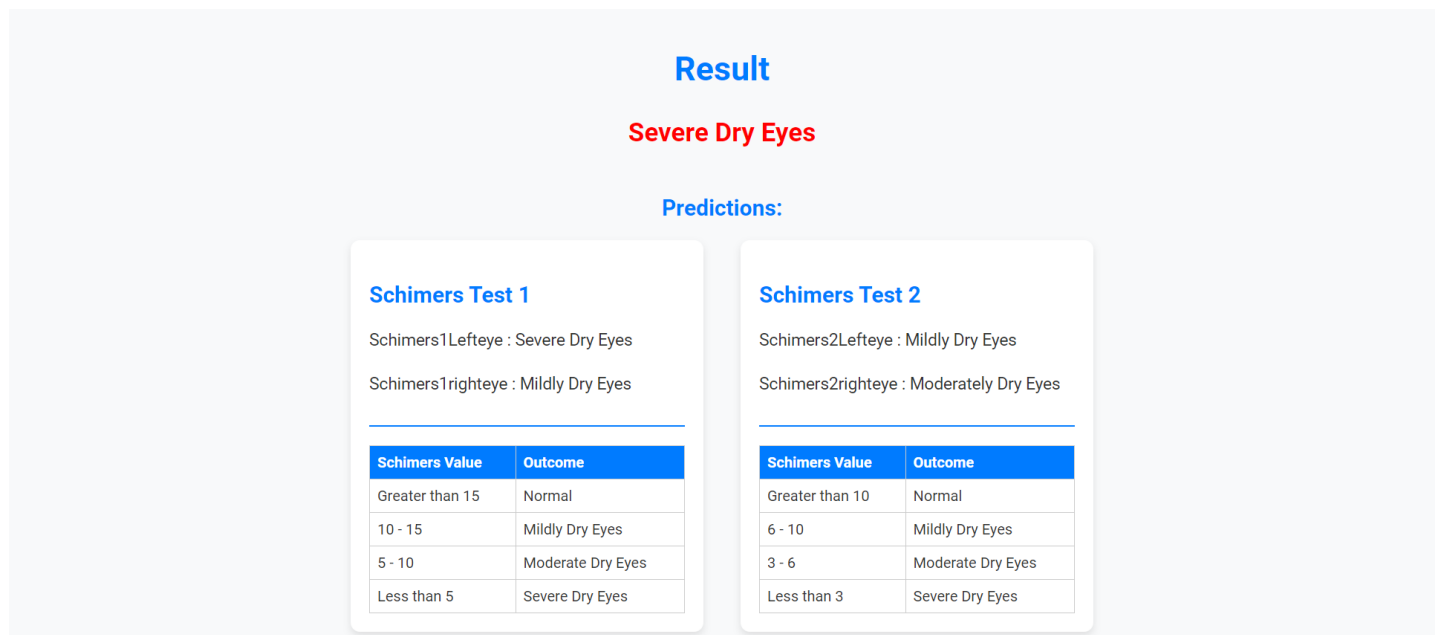 Result
Severe Dry Eyes
Predictions:
Schimers Test 1
Schimers1Lefteye : Severe Dry Eyes
Schimers1righteye : Mildly Dry Eyes
Schimers Value Outcome
Greater than 15 Normal
10 - 15 Mildly Dry Eyes
5 - 10 Moderate Dry Eyes
Less than 5 Severe Dry Eyes
Schimers Test 2
Schimers2Lefteye : Mildly Dry Eyes
Schimers2righteye : Moderately Dry Eyes
Schimers Value Outcome
Greater than 10 Normal
6 - 10 Mildly Dry Eyes
3 - 6 Moderate Dry Eyes
Less than 3 Severe Dry Eyes